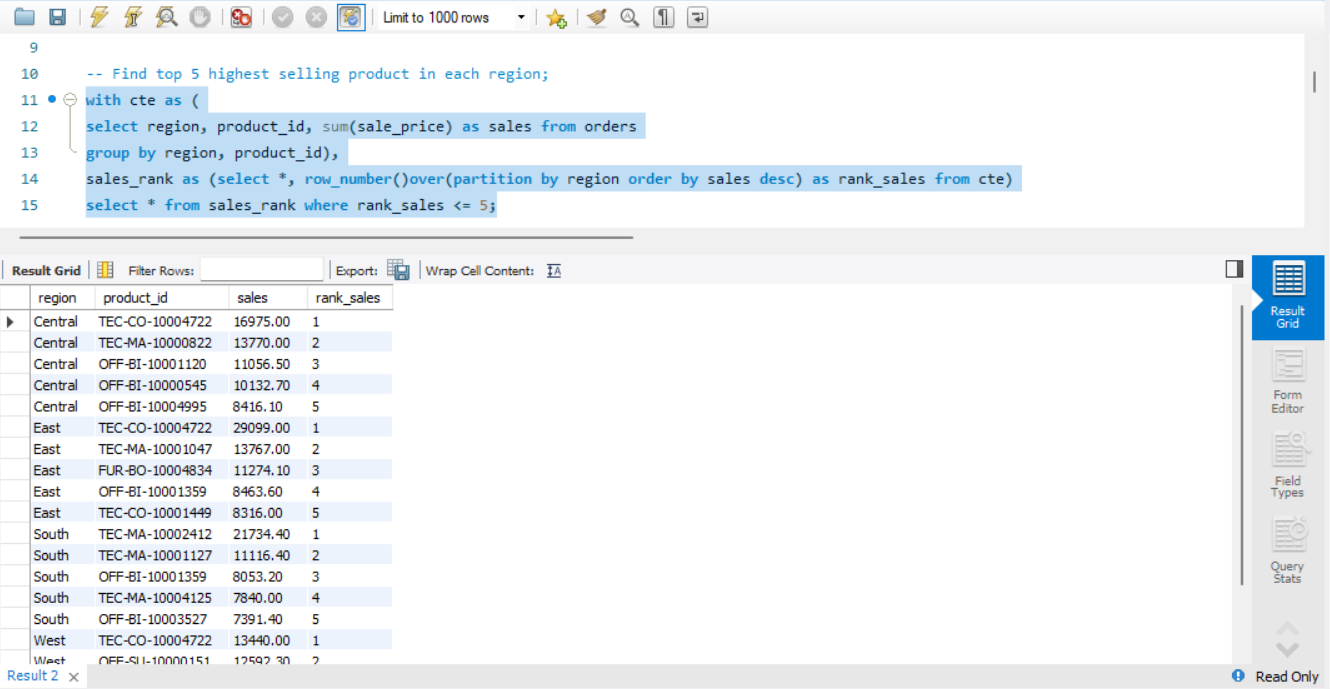 Limit to 1000 rows
9
10 -- Find top 5 highest selling product in each region;
11 with cte as (
12 select region, product_id, sum(sale_price) as sales from orders
13 group by region, product_id),
14 sales_rank as (select *, row_number()over(partition by region order by sales desc) as rank_sales from cte)
15 select * from sales_rank where rank_sales <= 5;
Result Grid Filter Rows: Export: Wrap Cell Content:
region product_id sales rank_sales
Central TEC-CO-10004722 16975.00 1
Central TEC-MA-10000822 13770.00 2
Central OFF-BI-10001120 11056.50 3
Central OFF-BI-10000545 10132.70 4
Central OFF-BI-10004995 8416.10 5
East TEC-CO-10004722 29099.00 1
East TEC-MA-10001047 13767.00 2
East FUR-BO-10004834 11274.10 3
East OFF-BI-10001359 8463.60 4
East TEC-CO-10001449 8316.00 5
South TEC-MA-10002412 21734.40 1
South TEC-MA-10001127 11116.40 2
South OFF-BI-10001359 8053.20 3
South TEC-MA-10004125 7840.00 4
South OFF-BI-10003527 7391.40 5
West TEC-CO-10004722 13440.00 1
West OFF-SU-10000151 12592.30 2
Result
Grid
Form
Editor
Field
Types
Query
Stats
Result 2
Read Only